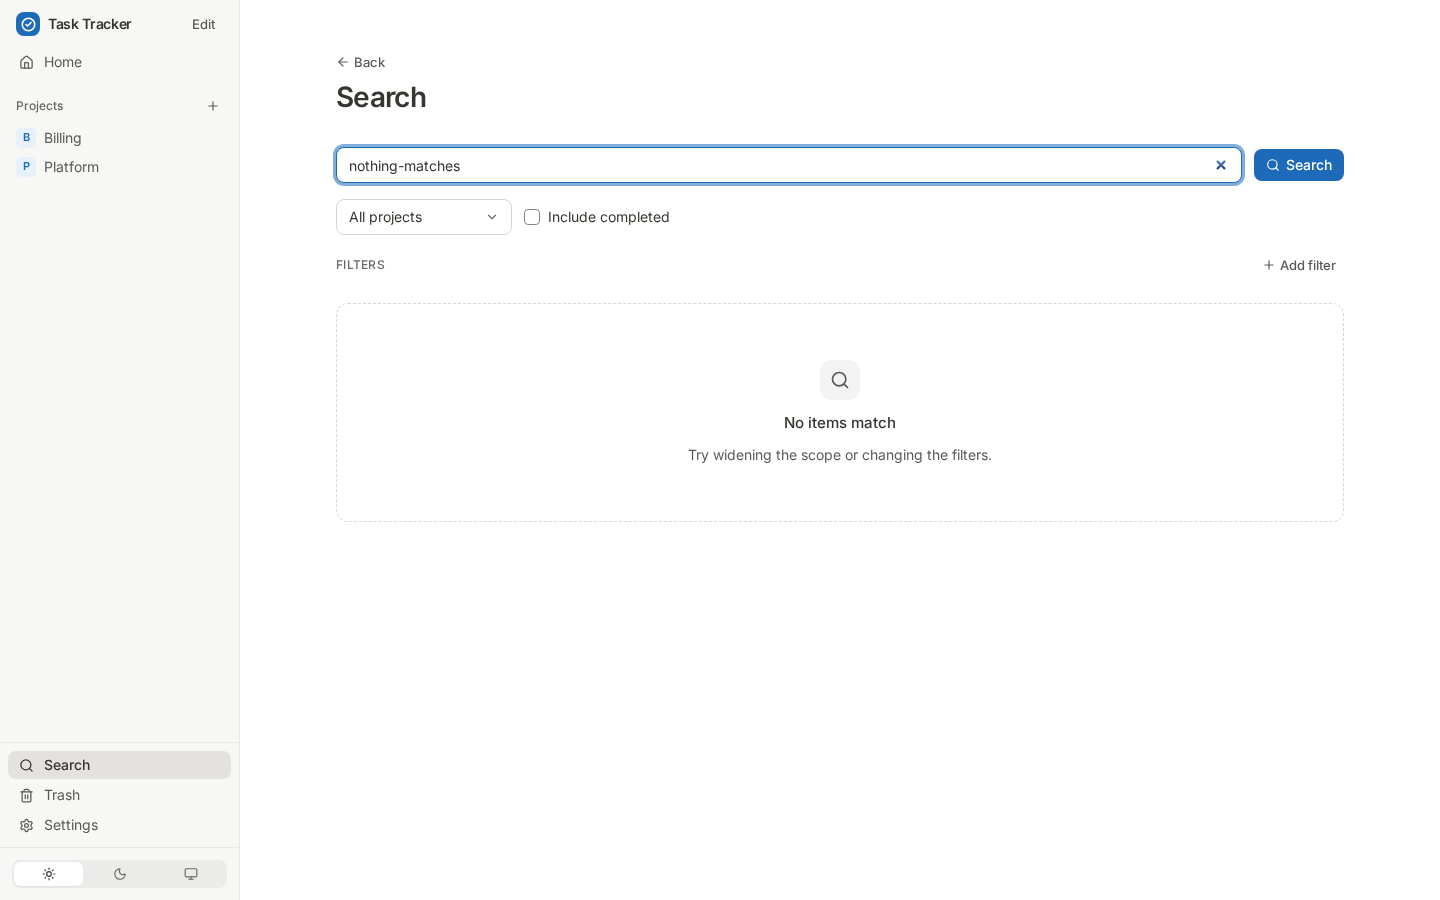 Task Tracker
Edit
Home
Projects
B Billing
P Platform
Search
Trash
Settings
Back
Search
nothing-matches
Search
All projects
Include completed
FILTERS
Add filter
No items match
Try widening the scope or changing the filters.